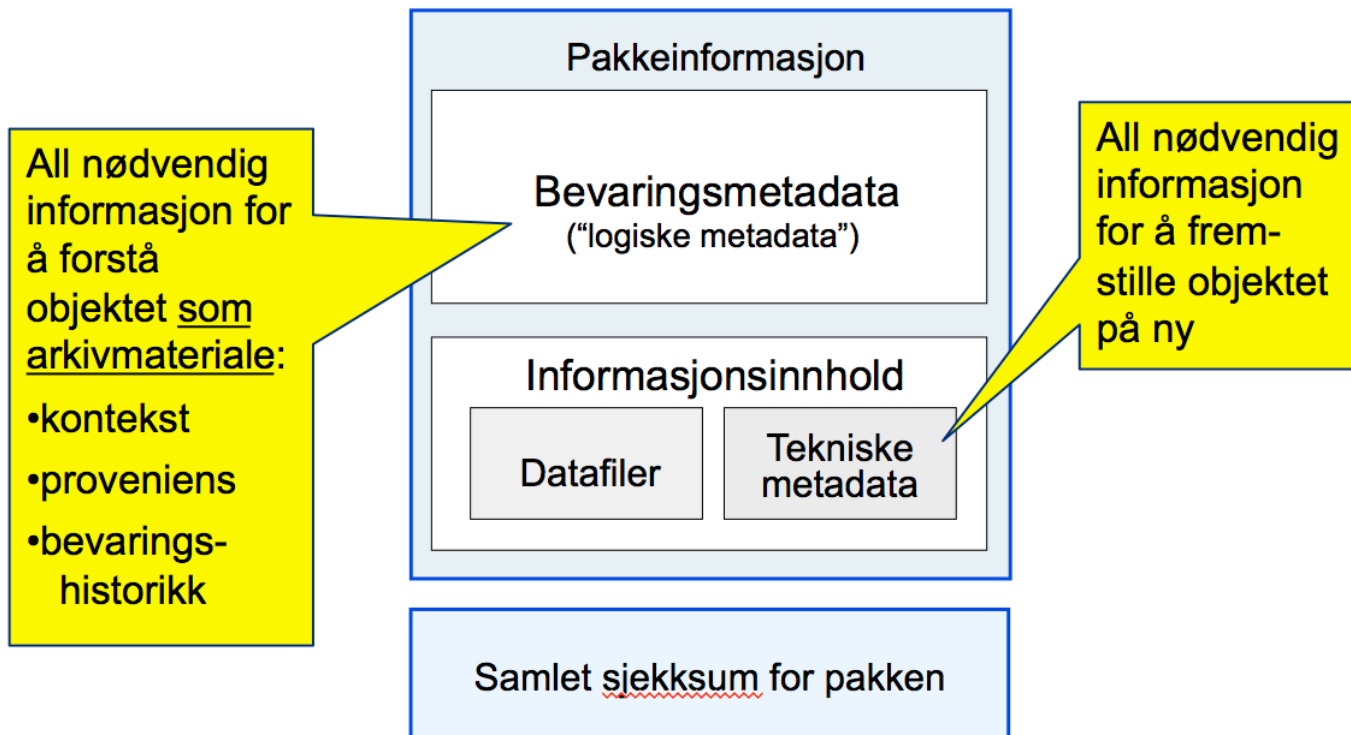 Pakkeinformasjon
Bevaringsmetadata
(“logiske metadata”)
Informasjonsinnhold
Datafiler
Tekniske
metadata
Samlet sjekksum for pakken
All nødvendig
informasjon for
å forstå
objektet som
arkivmateriale:
•kontekst
•proveniens
•bevarings-
historikk
All nødvendig
informasjon
for å frem-
stille objektet
på ny